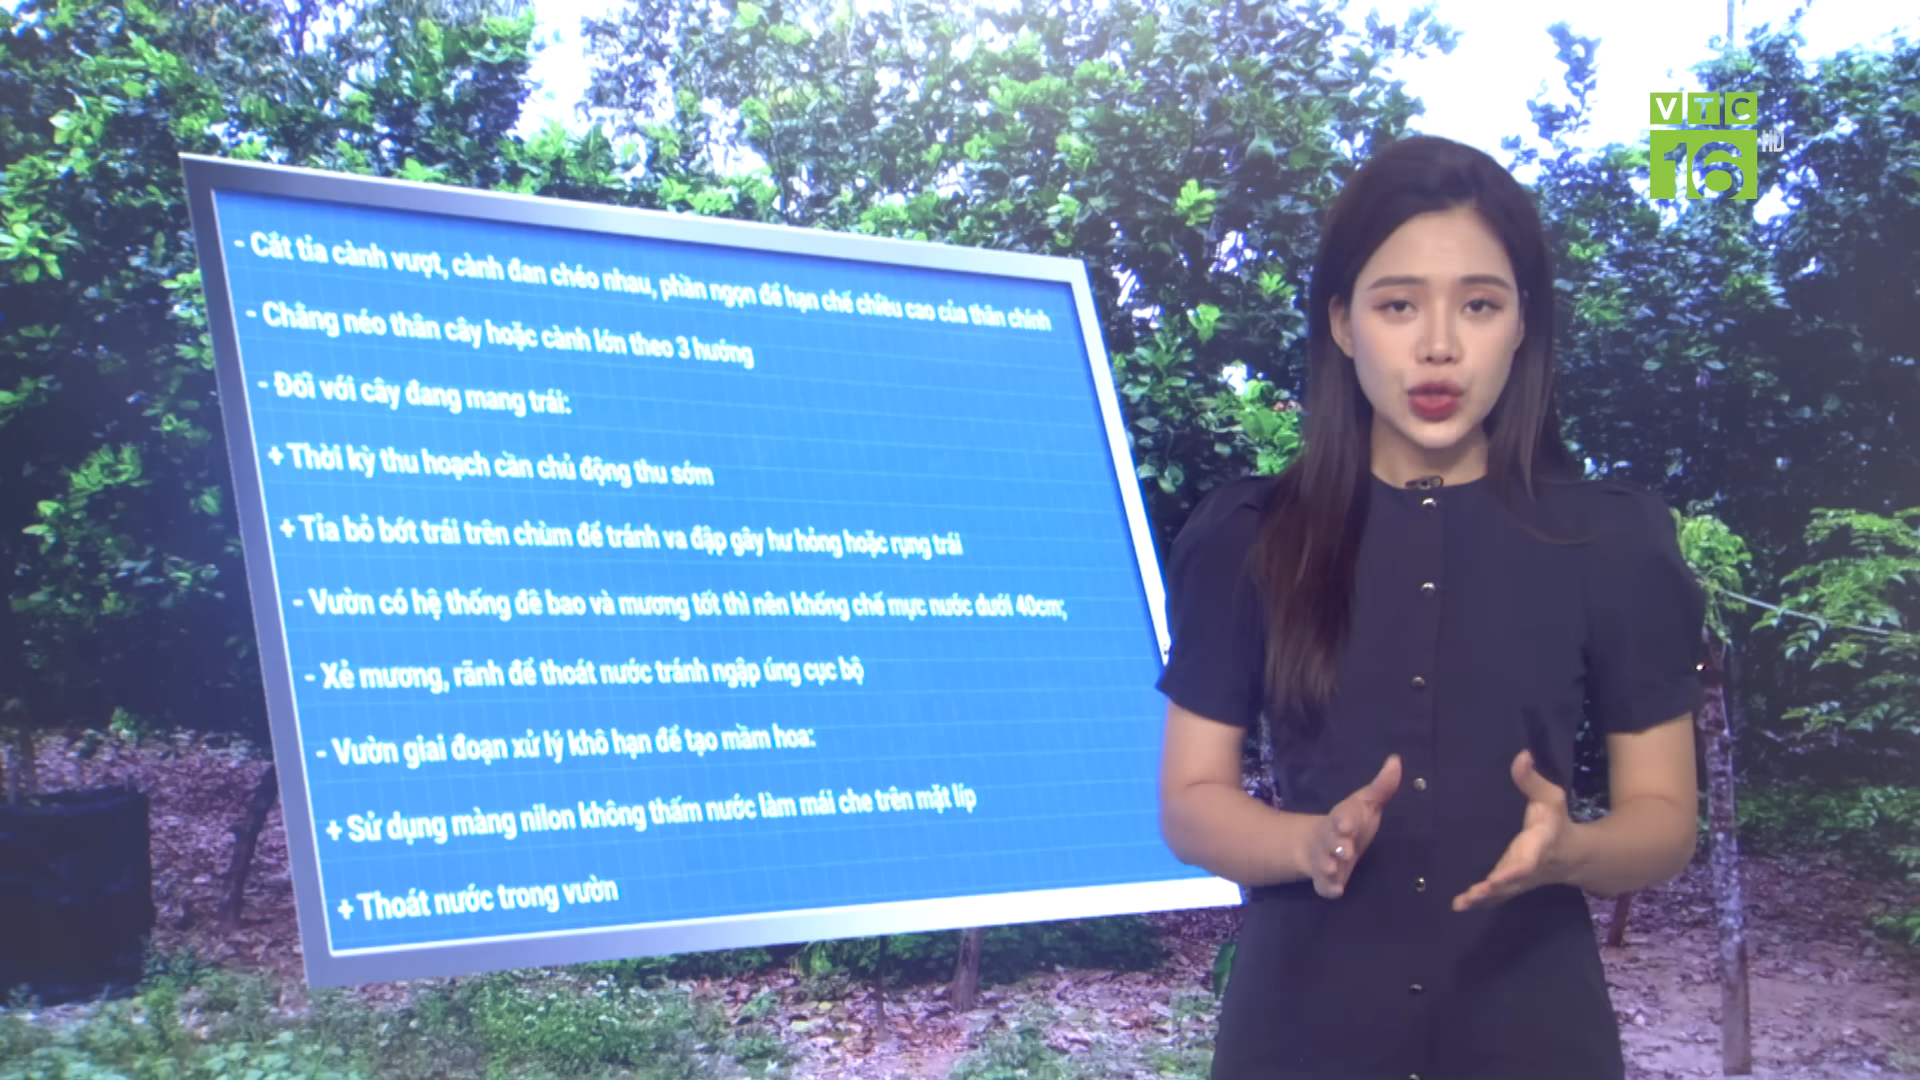 VTC
16 HD
- Cắt tỉa cành vượt, cành đan chéo nhau, phần ngọn để hạn chế chiều cao của thân chính
- Chằng néo thân cây hoặc cành lớn theo 3 hướng
- Đối với cây đang mang trái:
+ Thời kỳ thu hoạch cần chủ động thu sớm
+ Tỉa bỏ bớt trái trên chùm để tránh va đập gây hư hỏng hoặc rụng trái
- Vườn có hệ thống đê bao và mương tốt thì nên khống chế mực nước dưới 40cm;
- Xẻ mương, rãnh để thoát nước tránh ngập úng cục bộ
- Vườn giai đoạn xử lý khô hạn để tạo mầm hoa:
+ Sử dụng màng nilon không thấm nước làm mái che trên mặt líp
+ Thoát nước trong vườn